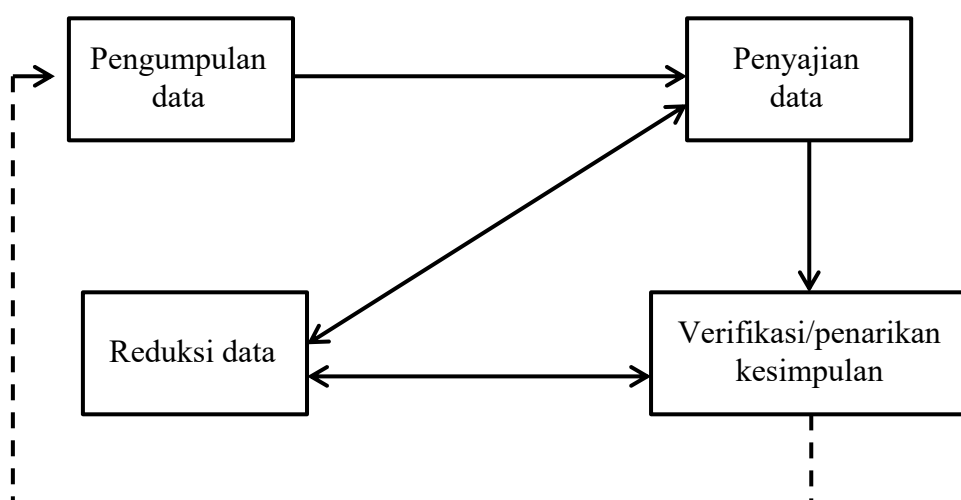 Pengumpulan
data
Penyajian
data
Reduksi data
Verifikasi/penarikan
kesimpulan